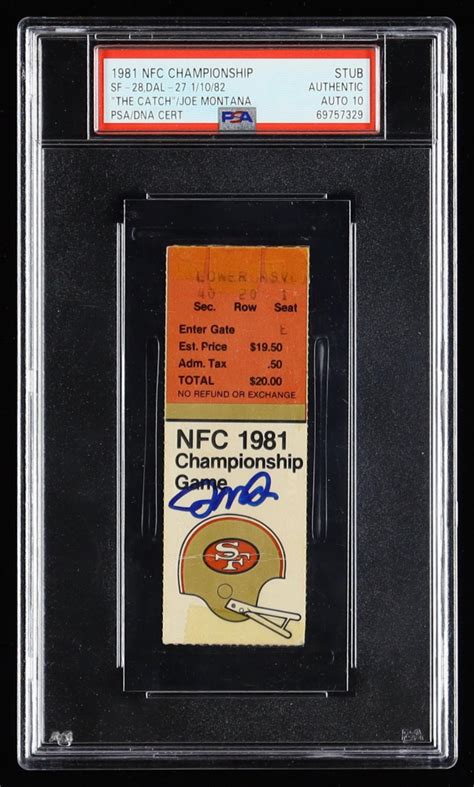 1981 NFC CHAMPIONSHIP STUB
SF - 28,DAL - 27 1/10/82 AUTHENTIC
"THE CATCH"/JOE MONTANA AUTO 10
PSA/DNA CERT PSA 69757329
LOWER RSV
40 20 1
Sec. Row Seat
Enter Gate E
Est. Price $19.50
Adm. Tax .50
TOTAL $20.00
NO REFUND OR EXCHANGE
NFC 1981
Championship
Game
SF
PSA